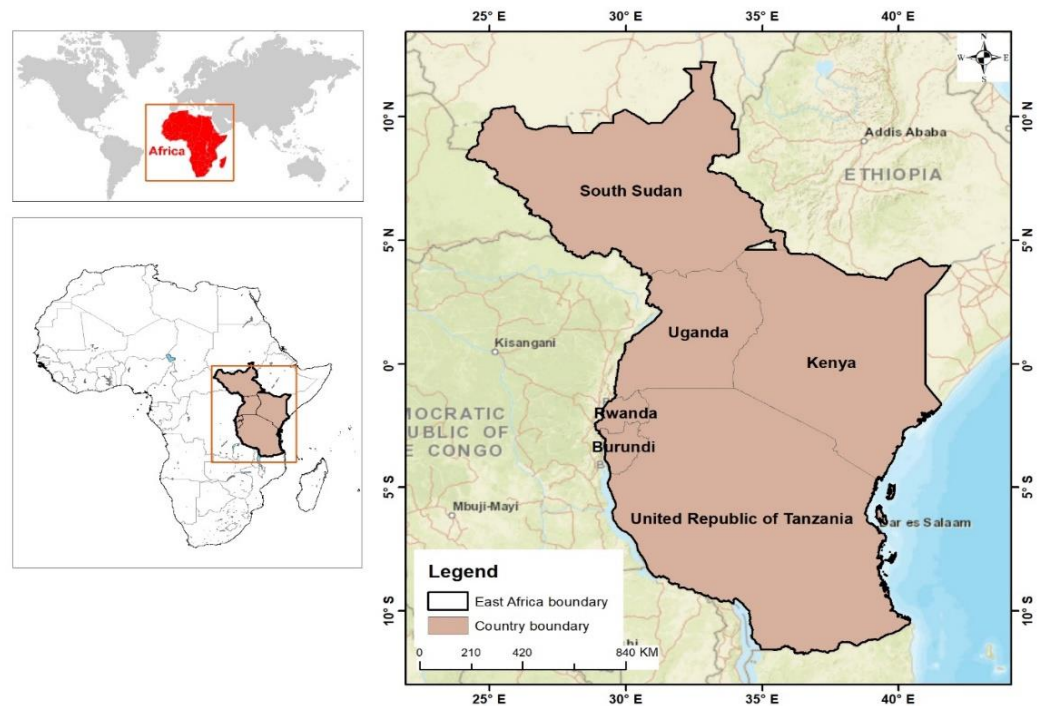 Africa
25° E
30° E
35° E
40° E
N
W
E
S
10° N
10° N
Addis Ababa
ETHIOPIA
South Sudan
5° N
5° N
Uganda
Kenya
Kisangani
0°
0°
Rwanda
MOCRATIC
UBLIC OF
E CONGO
Burundi
B
5° S
5° S
Mbuji-Mayi
United Republic of Tanzania
Dar es Salaam
Legend
East Africa boundary
Country boundary
0 210 420 840 KM
10° S
10° S
25° E
30° E
35° E
40° E